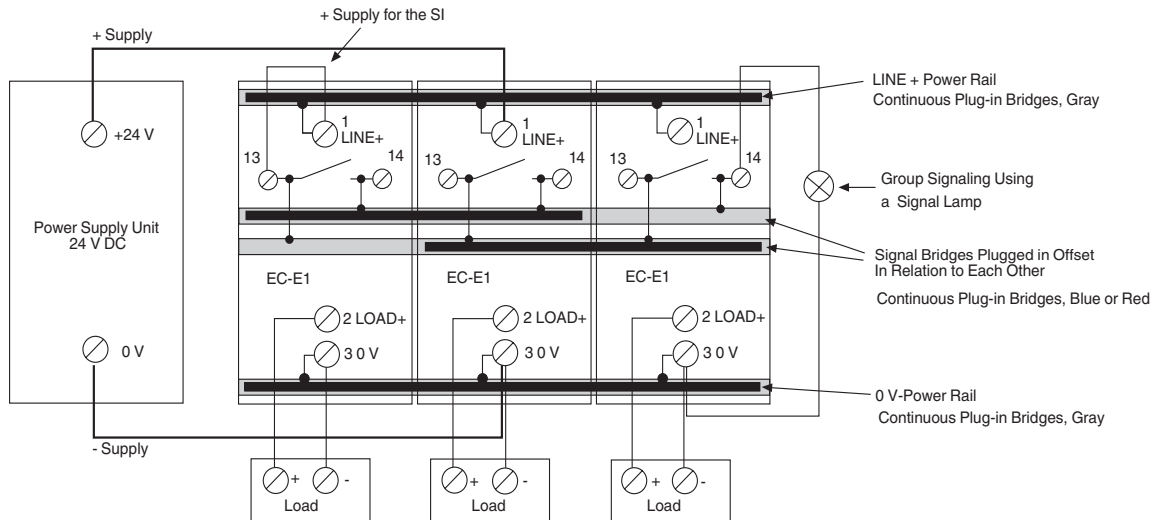 + Supply for the SI
+ Supply
LINE + Power Rail
Continuous Plug-in Bridges, Gray
+24 V
1
LINE+
1
LINE+
1
LINE+
13
14
13
14
13
14
Group Signaling Using
a Signal Lamp
Power Supply Unit
24 V DC
Signal Bridges Plugged in Offset
In Relation to Each Other
Continuous Plug-in Bridges, Blue or Red
EC-E1
EC-E1
EC-E1
2 LOAD+
2 LOAD+
2 LOAD+
0 V
3 0 V
3 0 V
3 0 V
0 V-Power Rail
Continuous Plug-in Bridges, Gray
- Supply
+ -
Load
+ -
Load
+ -
Load